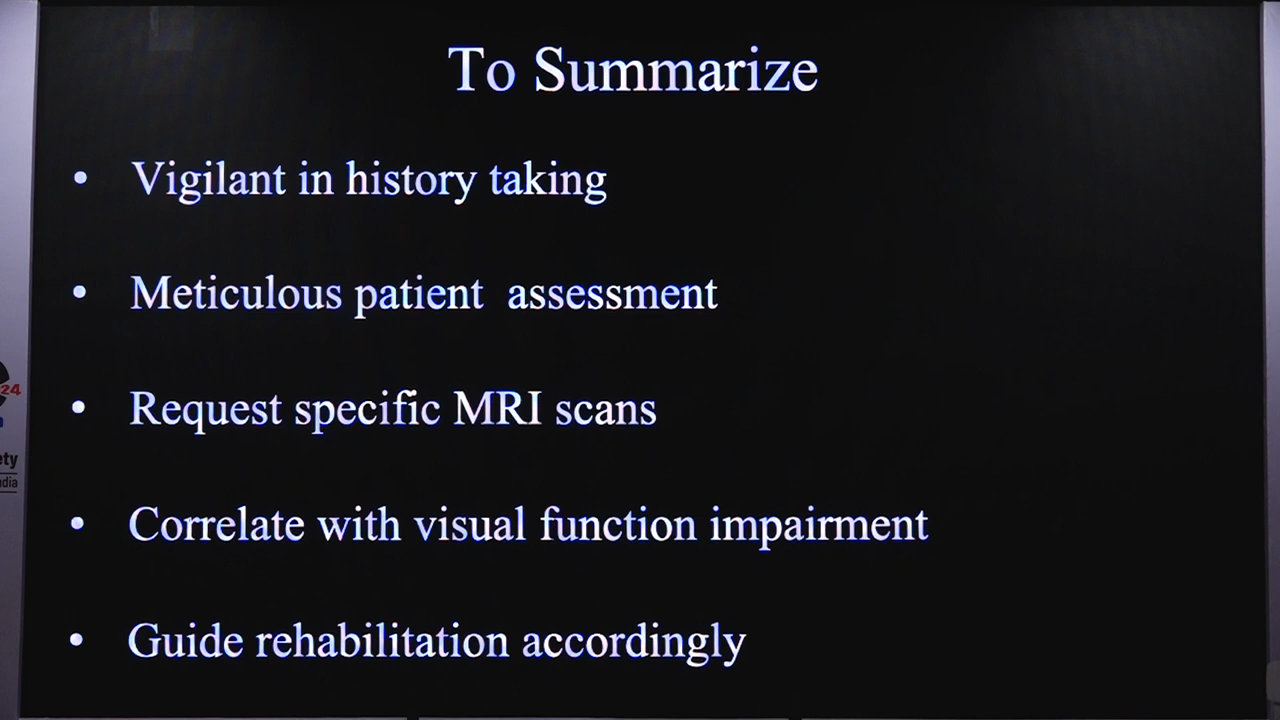 To Summarize
• Vigilant in history taking
• Meticulous patient assessment
• Request specific MRI scans
• Correlate with visual function impairment
• Guide rehabilitation accordingly
24